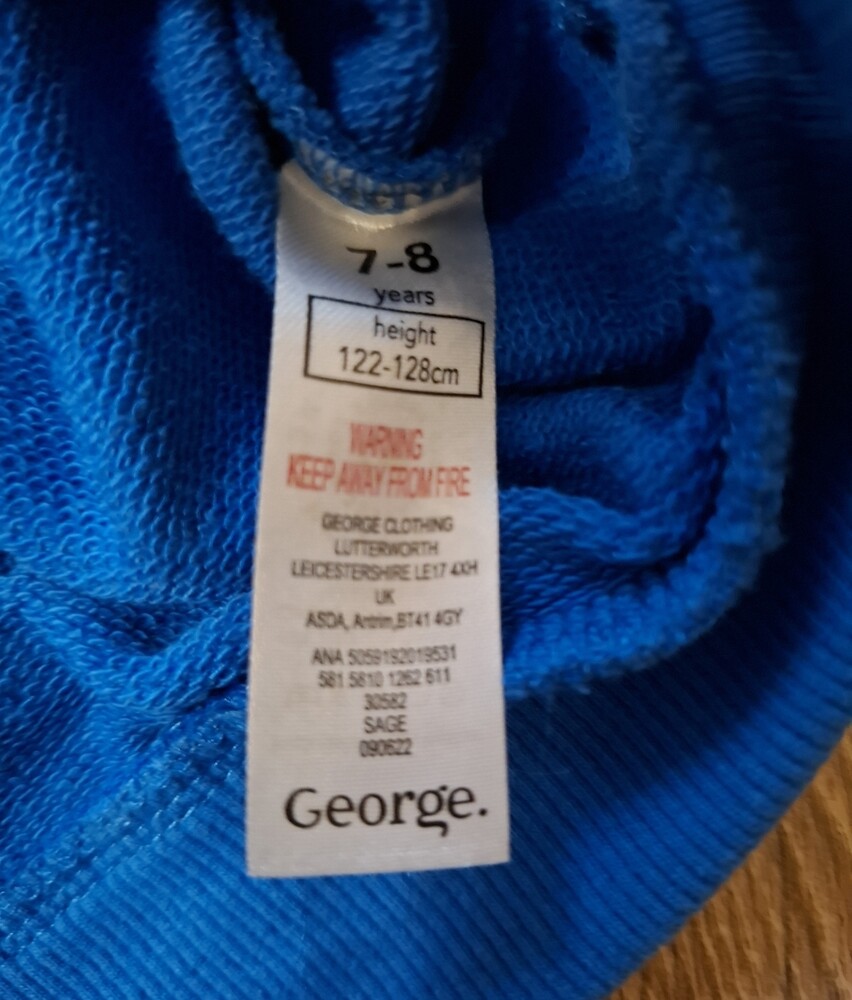 7-8
years
height
122-128cm
WARNING
KEEP AWAY FROM FIRE
GEORGE CLOTHING
LUTTERWORTH
LEICESTERSHIRE LE17 4XH
UK
ASDA, Antrim,BT41 4GY
ANA 5059192019531
581 5810 1262 611
30582
SAGE
090622
George.